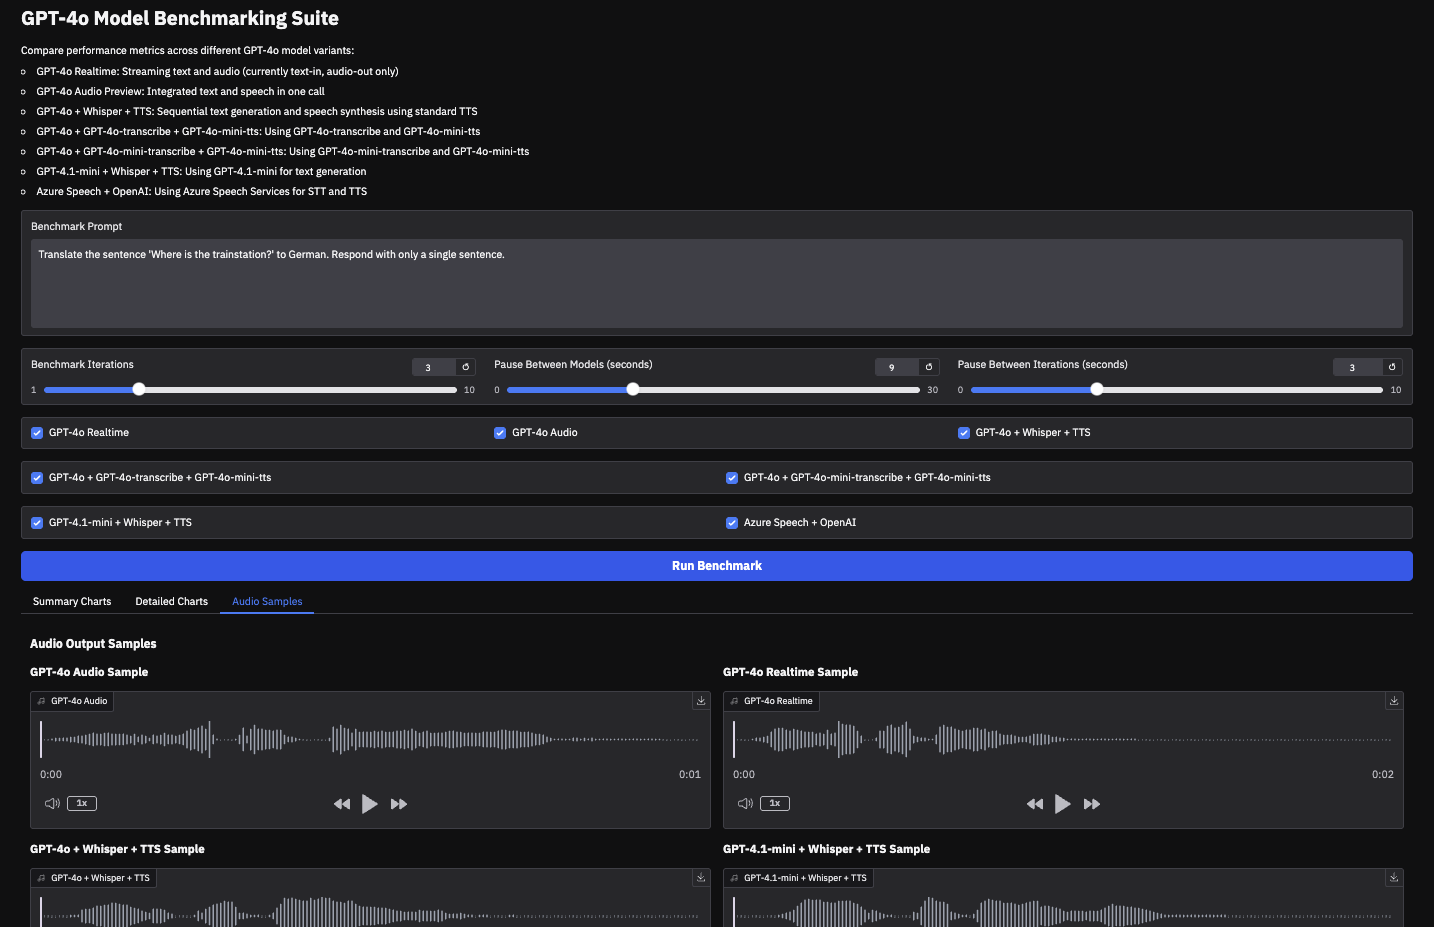 GPT-4o Model Benchmarking Suite
Compare performance metrics across different GPT-4o model variants:
GPT-4o Realtime: Streaming text and audio (currently text-in, audio-out only)
GPT-4o Audio Preview: Integrated text and speech in one call
GPT-4o + Whisper + TTS: Sequential text generation and speech synthesis using standard TTS
GPT-4o + GPT-4o-transcribe + GPT-4o-mini-tts: Using GPT-4o-transcribe and GPT-4o-mini-tts
GPT-4o + GPT-4o-mini-transcribe + GPT-4o-mini-tts: Using GPT-4o-mini-transcribe and GPT-4o-mini-tts
GPT-4.1-mini + Whisper + TTS: Using GPT-4.1-mini for text generation
Azure Speech + OpenAI: Using Azure Speech Services for STT and TTS
Benchmark Prompt
Translate the sentence 'Where is the trainstation?' to German. Respond with only a single sentence.
Benchmark Iterations 3 Pause Between Models (seconds) 9 Pause Between Iterations (seconds) 3
1 10 0 30 0 10
GPT-4o Realtime GPT-4o Audio GPT-4o + Whisper + TTS
GPT-4o + GPT-4o-transcribe + GPT-4o-mini-tts GPT-4o + GPT-4o-mini-transcribe + GPT-4o-mini-tts
GPT-4.1-mini + Whisper + TTS Azure Speech + OpenAI
Run Benchmark
Summary Charts Detailed Charts Audio Samples
Audio Output Samples
GPT-4o Audio Sample GPT-4o Realtime Sample
GPT-4o Audio GPT-4o Realtime
0:00 0:01 0:00 0:02
1x 1x
GPT-4o + Whisper + TTS Sample GPT-4.1-mini + Whisper + TTS Sample
GPT-4o + Whisper + TTS GPT-4.1-mini + Whisper + TTS